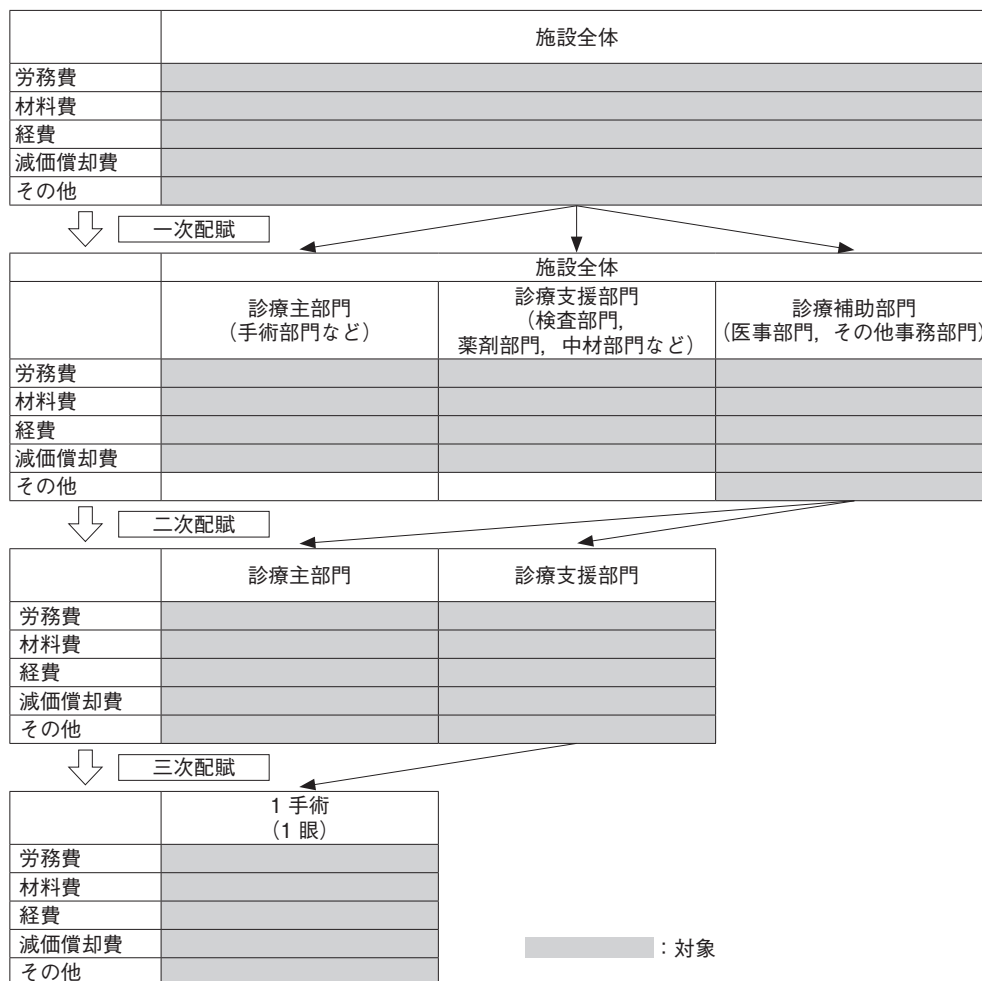 施設全体
労務費
材料費
経費
減価償却費
その他
一次配賦
施設全体
診療主部門
(手術部門など)
診療支援部門
(検査部門,
薬剤部門,中材部門など)
診療補助部門
(医事部門,その他事務部門)
労務費
材料費
経費
減価償却費
その他
二次配賦
診療主部門
診療支援部門
労務費
材料費
経費
減価償却費
その他
三次配賦
1 手術
(1 眼)
労務費
材料費
経費
減価償却費
その他
:対象